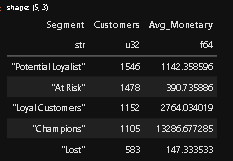 shape: (5, 3)
Segment Customers Avg_Monetary
str u32 f64
"Potential Loyalist" 1546 1142.358596
"At Risk" 1478 390.735886
"Loyal Customers" 1152 2764.034019
"Champions" 1105 13286.677285
"Lost" 583 147.333533